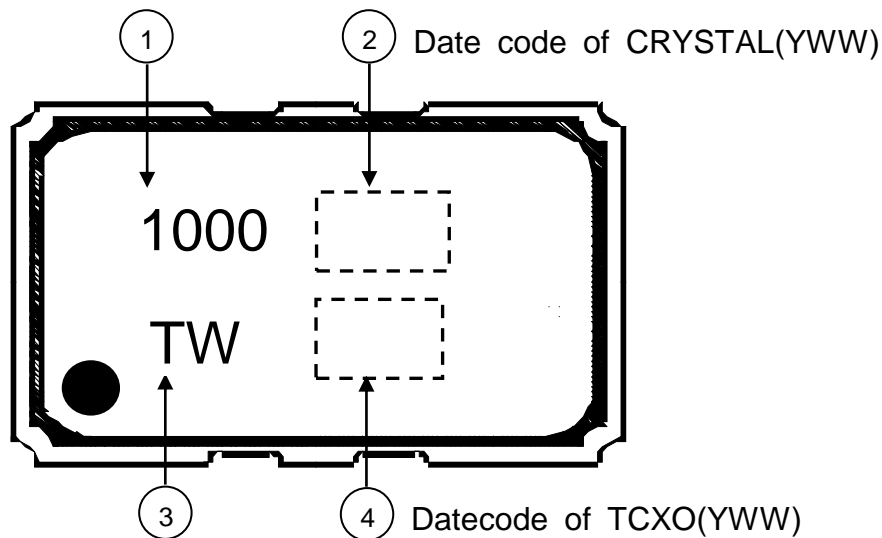 1 2 Date code of CRYSTAL(YWW)
1000
TW
3 4 Datecode of TCXO(YWW)